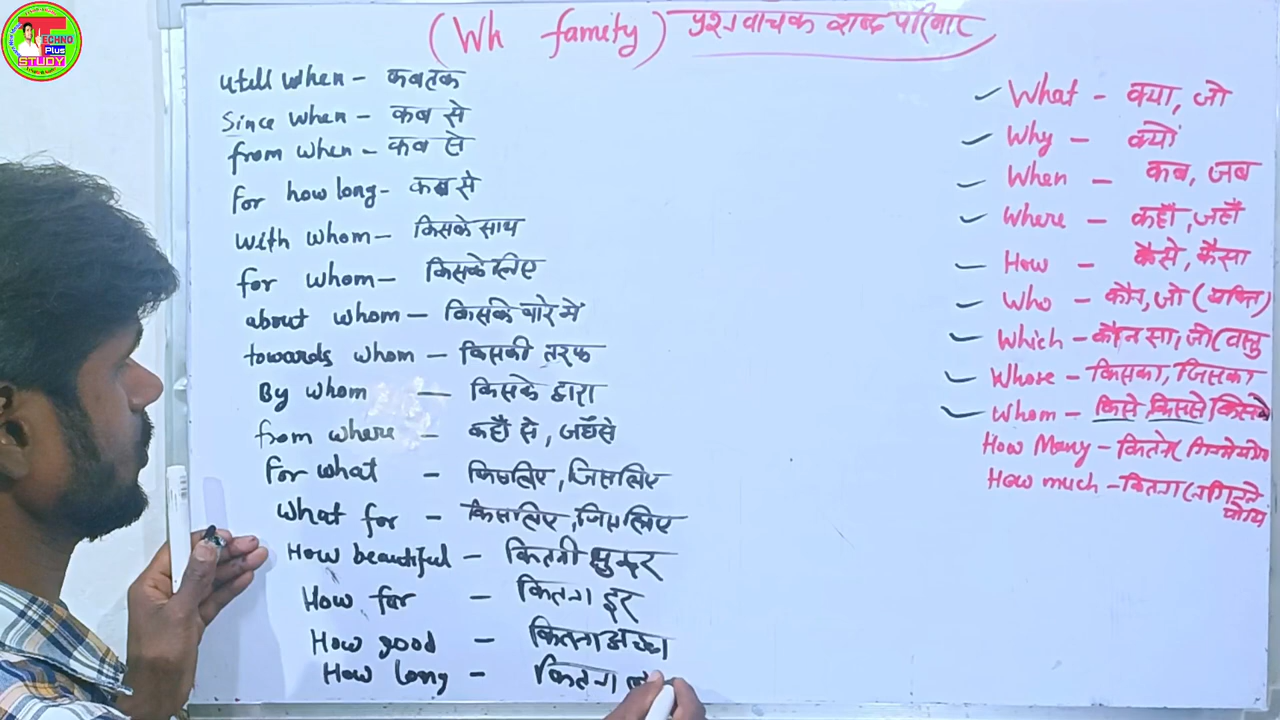 TECHNO
Plus
STUDY
(Wh family) प्रश्नवाचक शब्द परिवार
utill when – कबतक
Since when – कब से
from when – कब से
for how long – कब से
with whom – किसके साथ
for whom – किसके लिए
about whom – किसके बारे में
towards whom – किसकी तरफ
By whom – किसके द्वारा
from where – कहाँ से, जहाँ से
For what – किसलिए, जिसलिए
What for – किसलिए, जिसलिए
How beautiful – कितनी सुन्दर
How far – कितना दूर
How good – कितना अच्छा
How long – कितना
What – क्या, जो
Why – क्यों
When – कब, जब
Where – कहाँ, जहाँ
How – कैसे, कैसा
Who – कौन, जो (व्यक्ति)
Which – कौन सा, जो (वस्तु
Whose – किसका, जिसका
Whom – किसे किससे किसके
How Many – कितने (गिनने योग्य
How much – कितना (न गिनने
योग्य